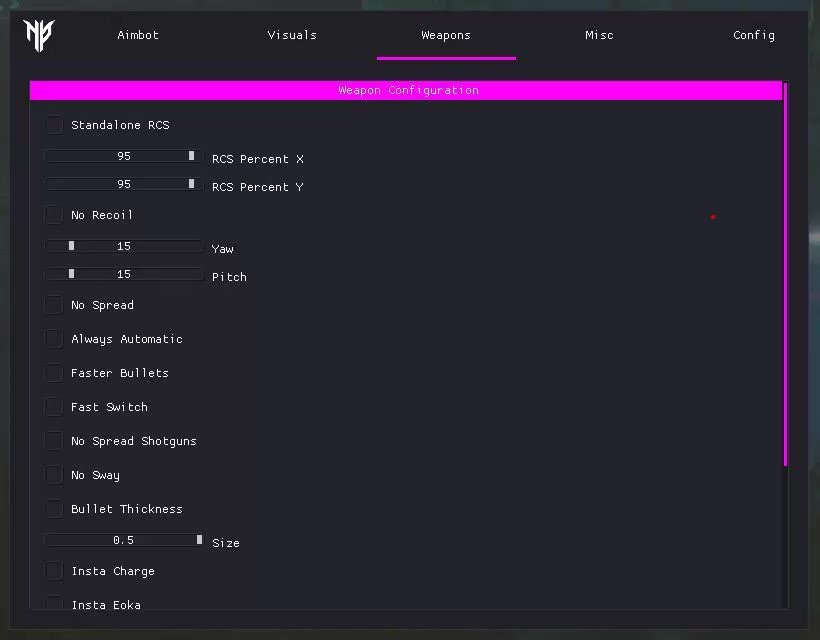 Aimbot Visuals Weapons Misc Config
Weapon Configuration
Standalone RCS
95 RCS Percent X
95 RCS Percent Y
No Recoil
15 Yaw
15 Pitch
No Spread
Always Automatic
Faster Bullets
Fast Switch
No Spread Shotguns
No Sway
Bullet Thickness
0.5 Size
Insta Charge
Insta Eoka